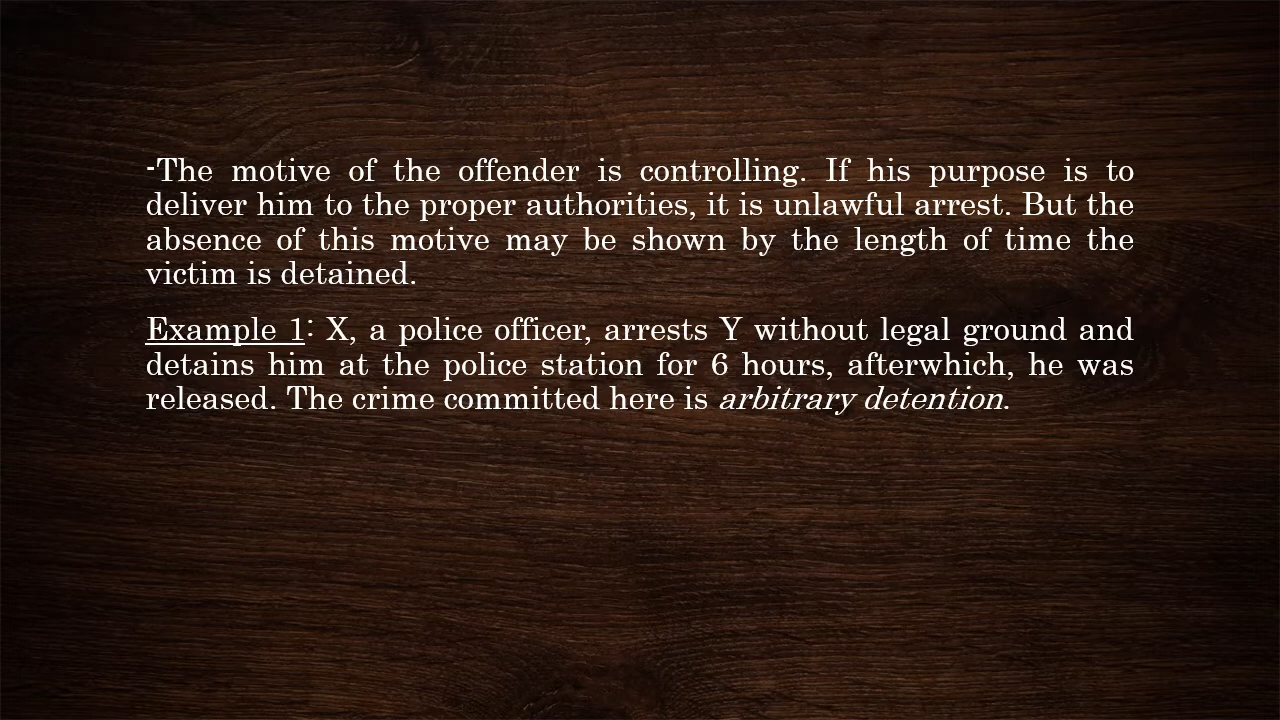 -The motive of the offender is controlling. If his purpose is to
deliver him to the proper authorities, it is unlawful arrest. But the
absence of this motive may be shown by the length of time the
victim is detained.
Example 1: X, a police officer, arrests Y without legal ground and
detains him at the police station for 6 hours, afterwhich, he was
released. The crime committed here is arbitrary detention.